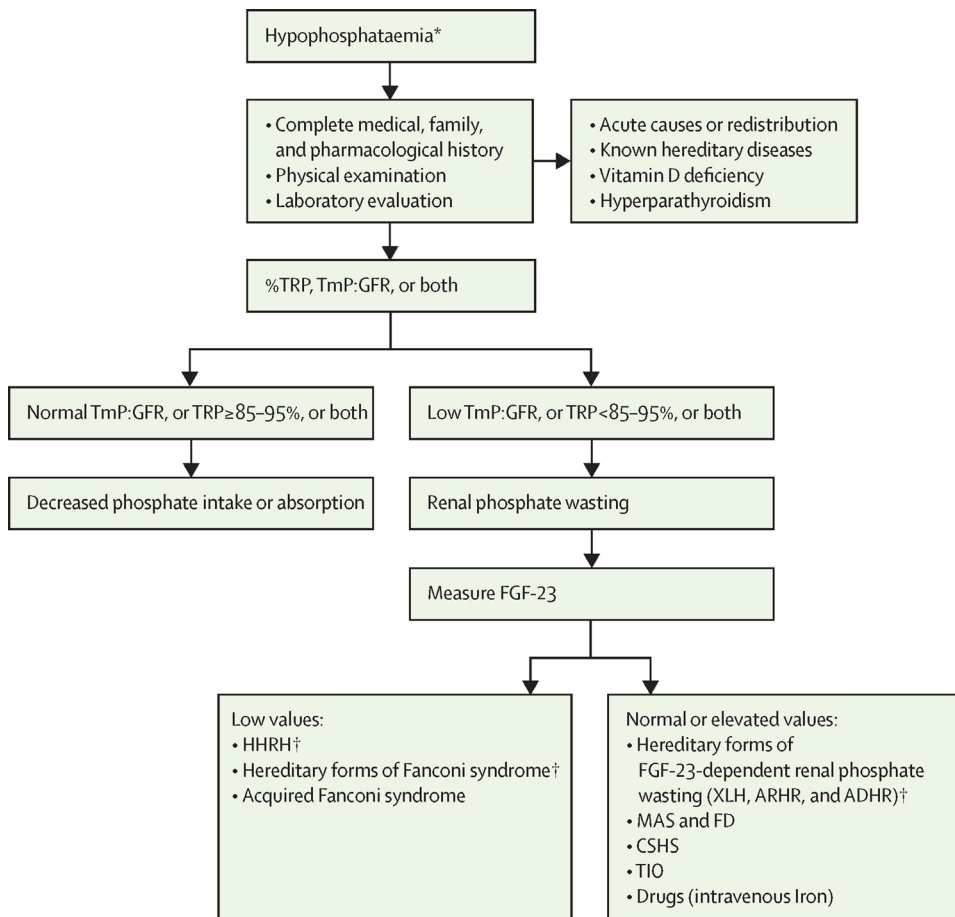 Hypophosphataemia*
• Complete medical, family,
and pharmacological history
• Physical examination
• Laboratory evaluation
• Acute causes or redistribution
• Known hereditary diseases
• Vitamin D deficiency
• Hyperparathyroidism
%TRP, TmP:GFR, or both
Normal TmP:GFR, or TRP≥85–95%, or both
Low TmP:GFR, or TRP<85–95%, or both
Decreased phosphate intake or absorption
Renal phosphate wasting
Measure FGF-23
Low values:
• HHRH†
• Hereditary forms of Fanconi syndrome†
• Acquired Fanconi syndrome
Normal or elevated values:
• Hereditary forms of
FGF-23-dependent renal phosphate
wasting (XLH, ARHR, and ADHR)†
• MAS and FD
• CSHS
• TIO
• Drugs (intravenous Iron)